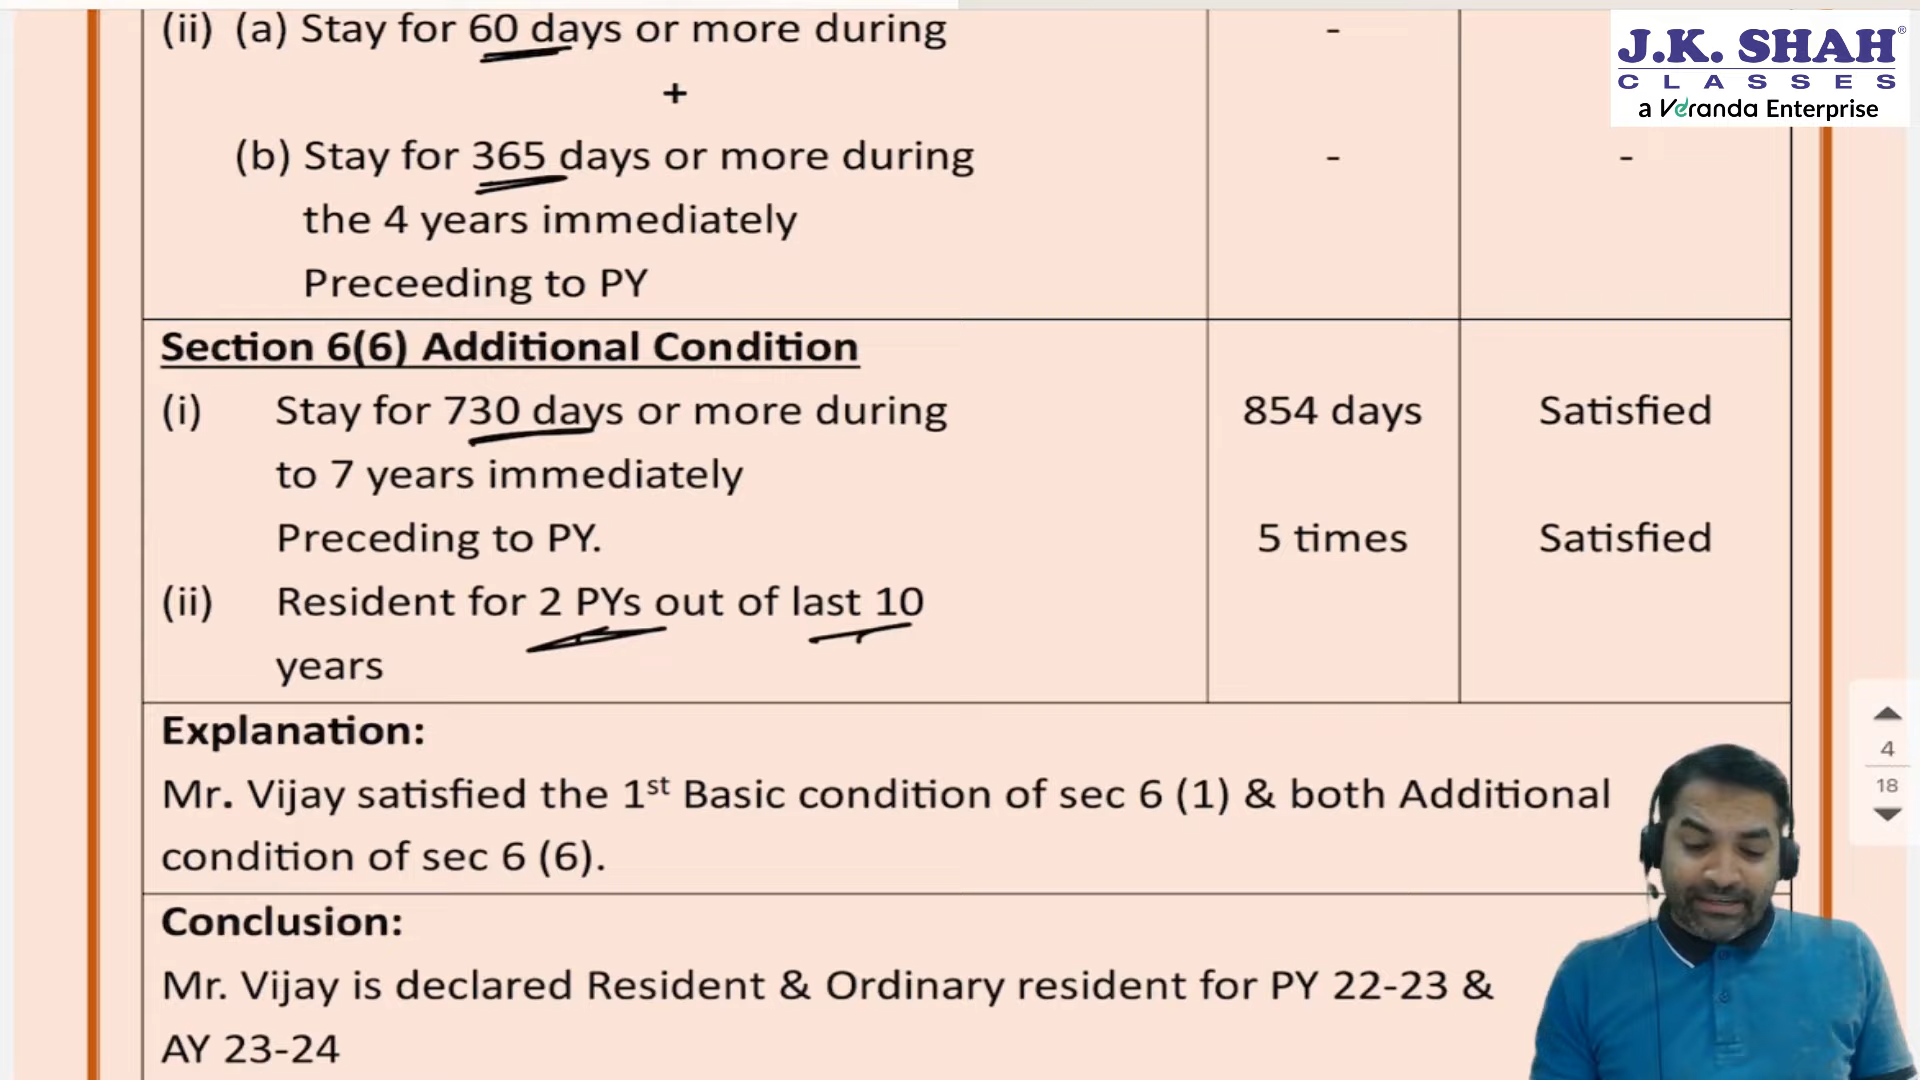 (ii) (a) Stay for 60 days or more during
-
+
(b) Stay for 365 days or more during
-
-
the 4 years immediately
Preceeding to PY
Section 6(6) Additional Condition
(i) Stay for 730 days or more during
854 days
Satisfied
to 7 years immediately
Preceding to PY.
5 times
Satisfied
(ii) Resident for 2 PYs out of last 10
years
Explanation:
Mr. Vijay satisfied the 1st Basic condition of sec 6 (1) & both Additional
condition of sec 6 (6).
Conclusion:
Mr. Vijay is declared Resident & Ordinary resident for PY 22-23 &
AY 23-24
J.K. SHAH®
CLASSES
a Veranda Enterprise
4
18